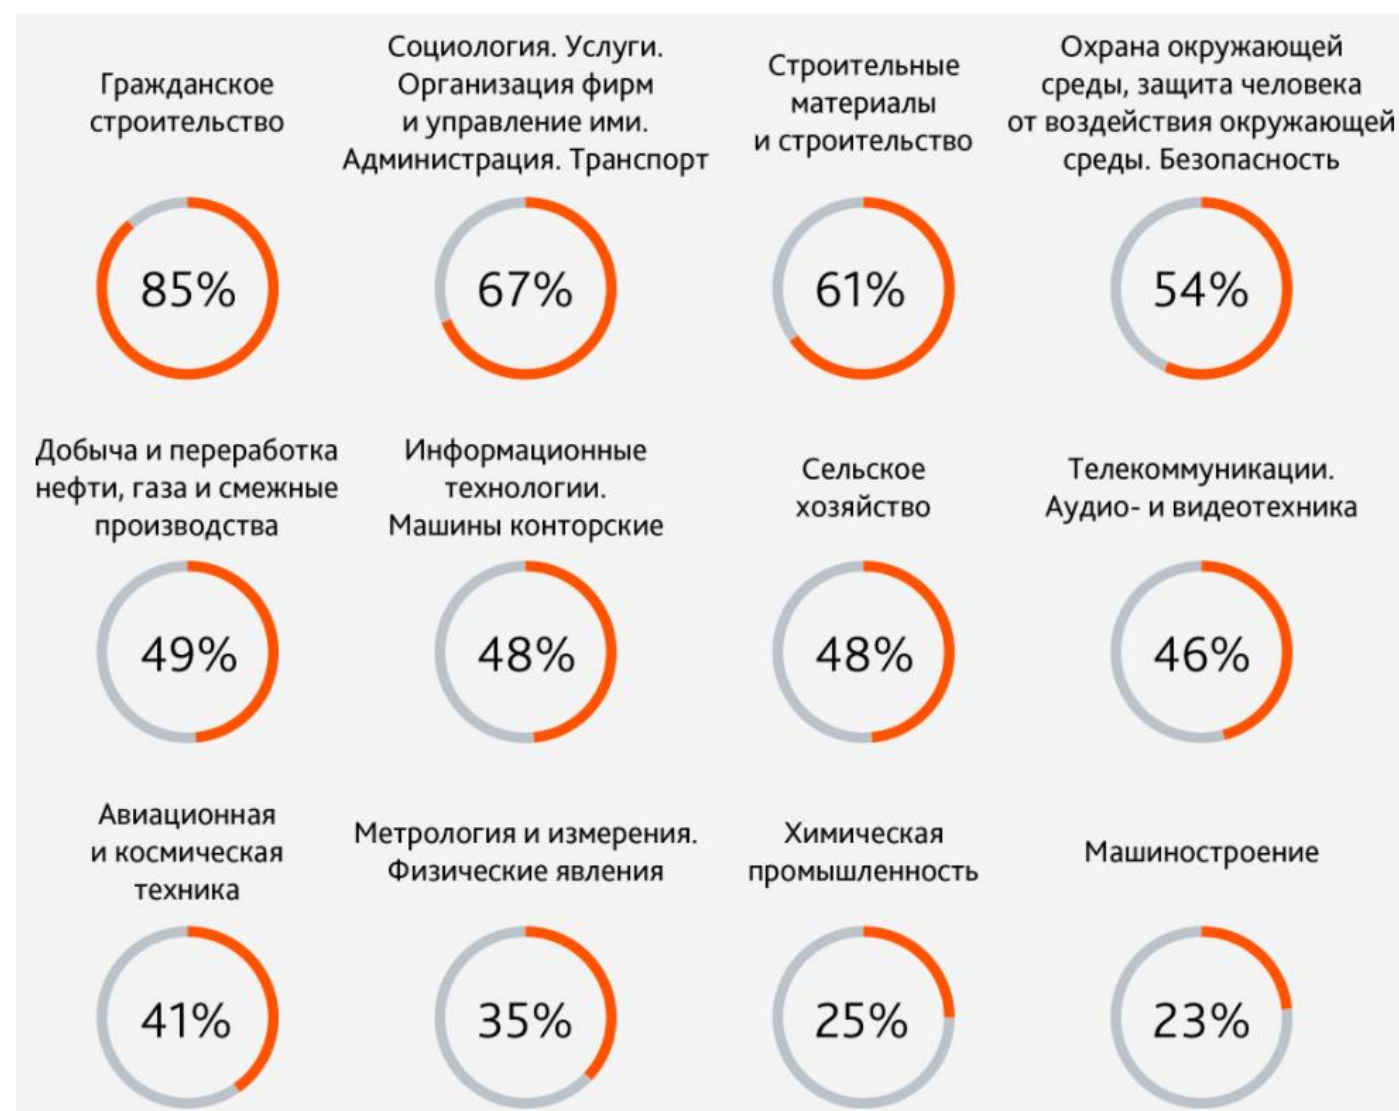 Гражданское
строительство
85%
Социология. Услуги.
Организация фирм
и управление ими.
Администрация. Транспорт
67%
Строительные
материалы
и строительство
61%
Охрана окружающей
среды, защита человека
от воздействия окружающей
среды. Безопасность
54%
Добыча и переработка
нефти, газа и смежные
производства
49%
Информационные
технологии.
Машины конторские
48%
Сельское
хозяйство
48%
Телекоммуникации.
Аудио- и видеотехника
46%
Авиационная
и космическая
техника
41%
Метрология и измерения.
Физические явления
35%
Химическая
промышленность
25%
Машиностроение
23%